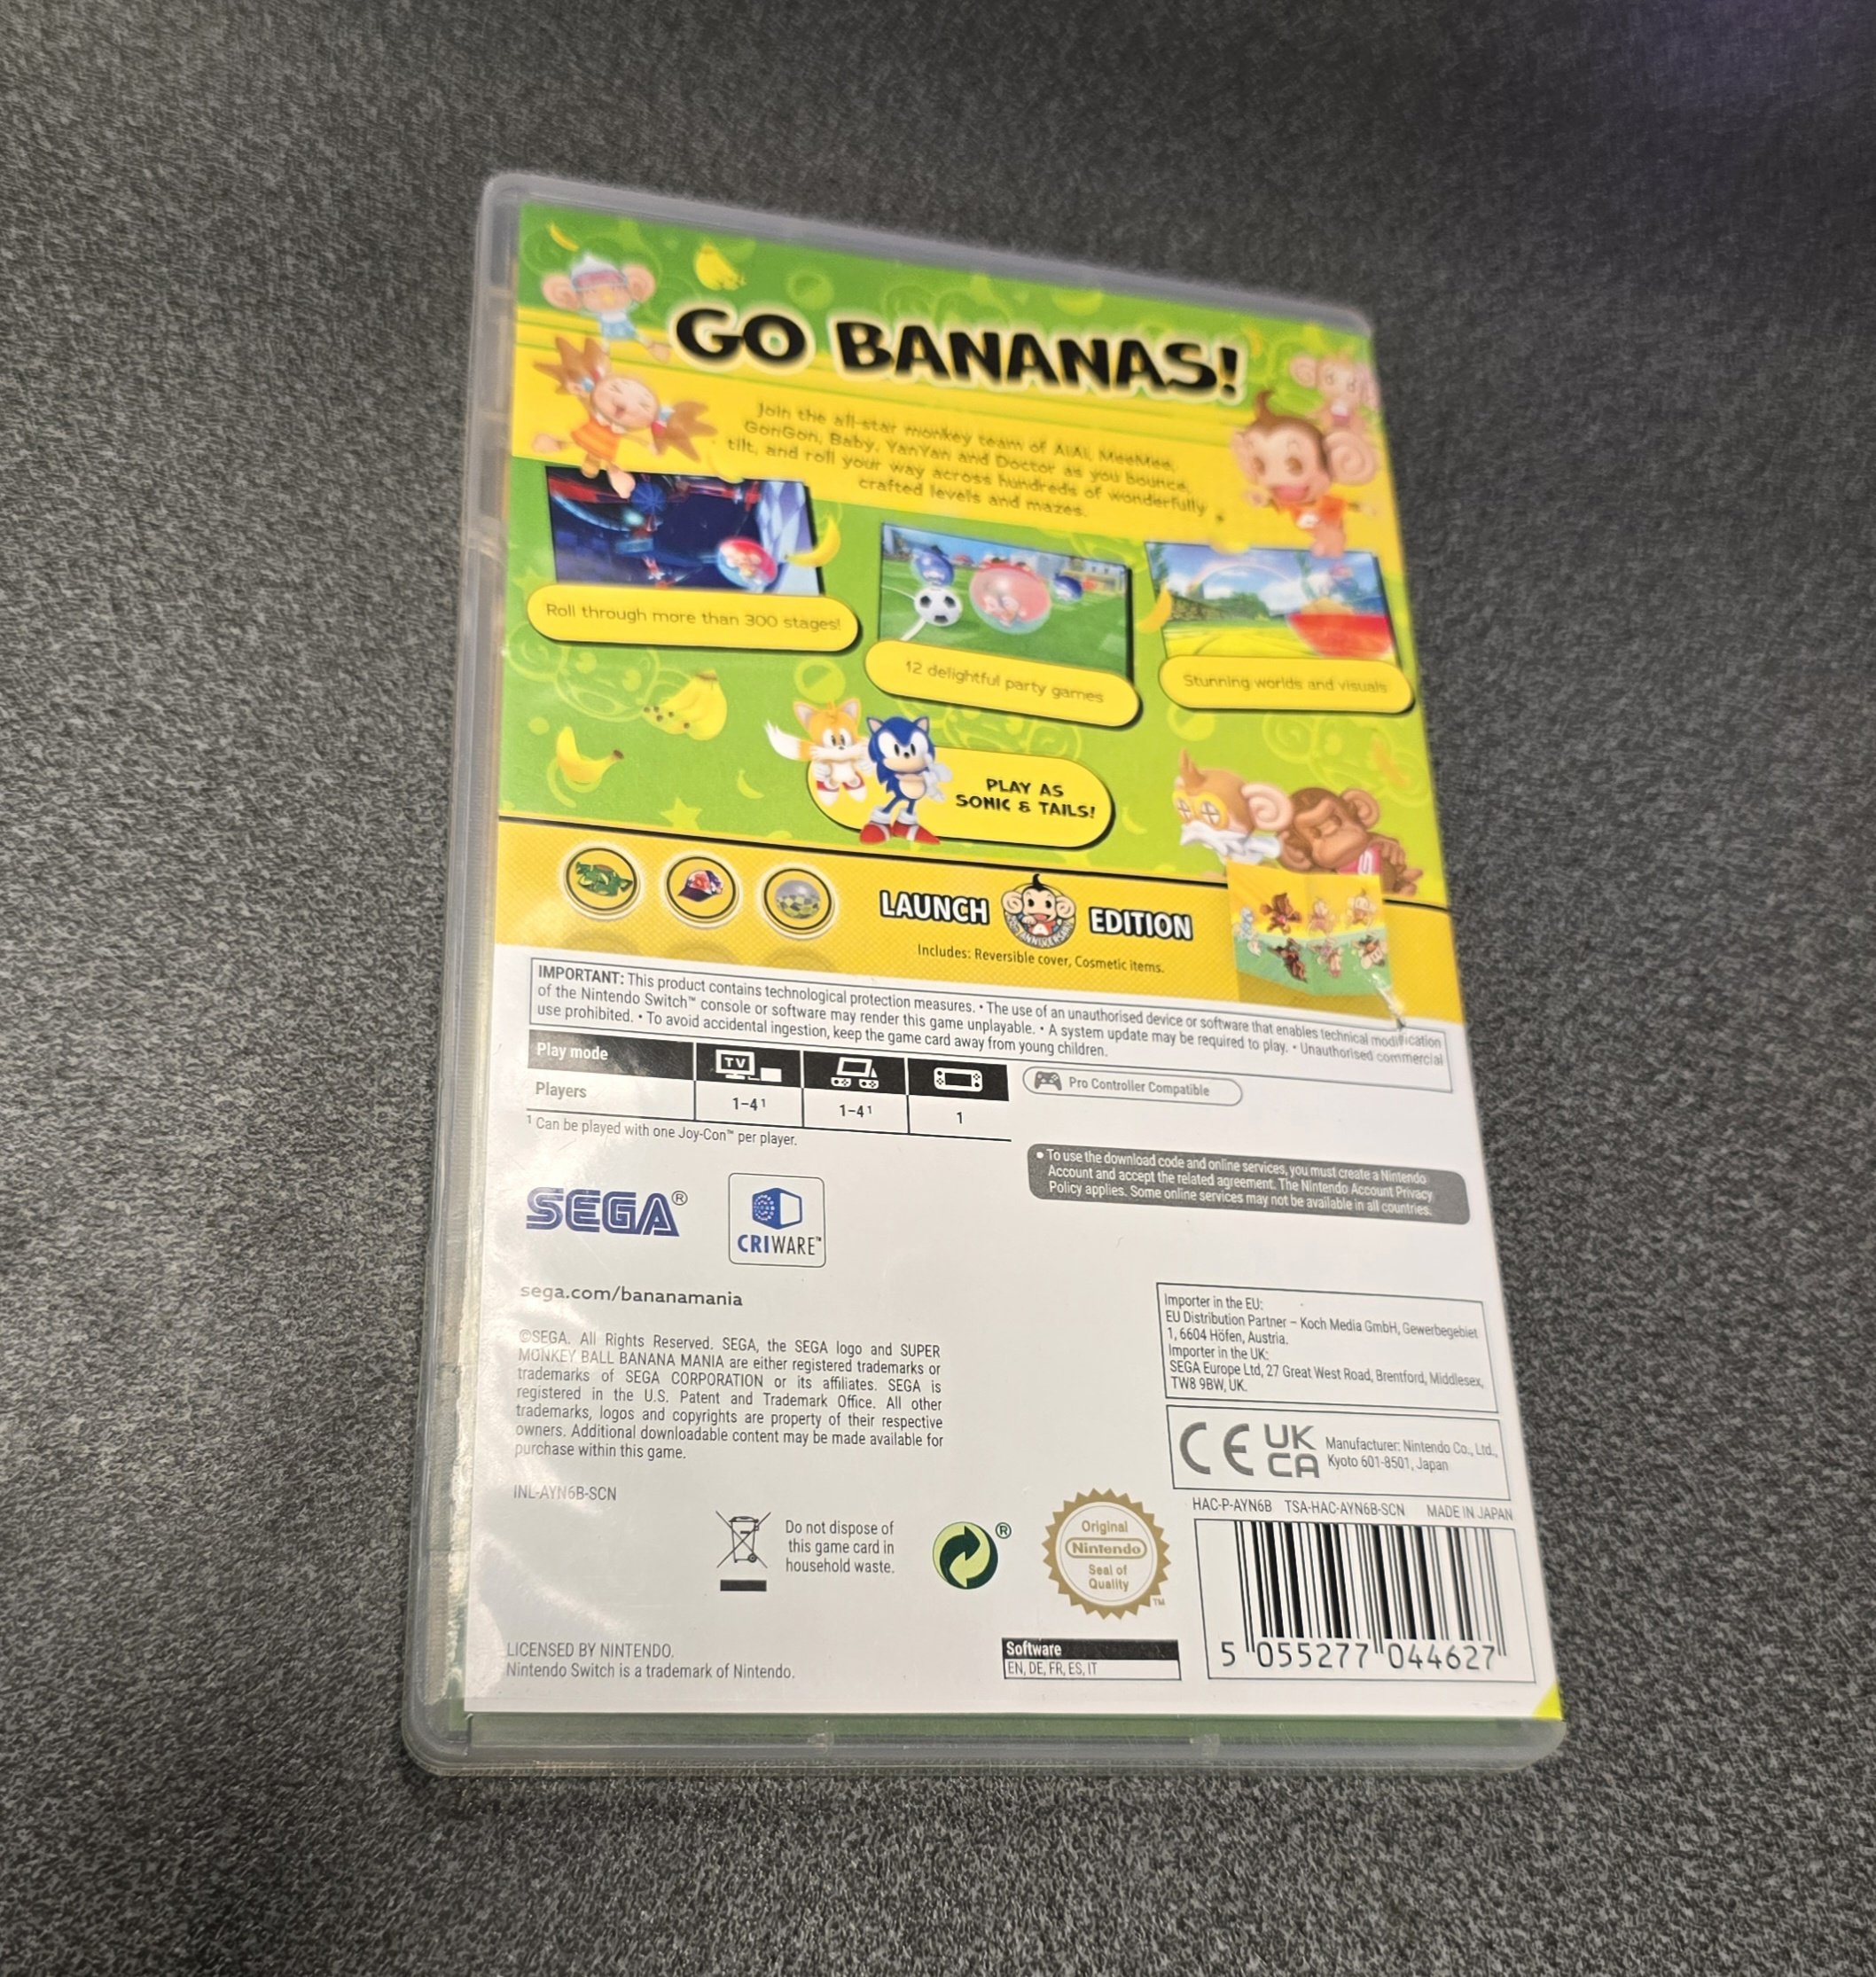 GO BANANAS!
Join the all-star monkey team of AiAi, MeeMee,
GonGon, Baby, YanYan and Doctor as you bounce,
tilt, and roll your way across hundreds of wonderfully
crafted levels and mazes.
Roll through more than 300 stages!
12 delightful party games
Stunning worlds and visuals
PLAY AS
SONIC & TAILS!
LAUNCH EDITION
Includes: Reversible cover, Cosmetic items.
IMPORTANT: This product contains technological protection measures. • The use of an unauthorised device or software that enables technical modification
of the Nintendo Switch™ console or software may render this game unplayable. • A system update may be required to play. • Unauthorised commercial
use prohibited. • To avoid accidental ingestion, keep the game card away from young children.
Play mode TV
Players 1–4¹ 1–4¹ 1
Pro Controller Compatible
¹ Can be played with one Joy-Con™ per player.
• To use the download code and online services, you must create a Nintendo
Account and accept the related agreement. The Nintendo Account Privacy
Policy applies. Some online services may not be available in all countries.
SEGA®
CRIWARE™
sega.com/bananamania
©SEGA. All Rights Reserved. SEGA, the SEGA logo and SUPER
MONKEY BALL BANANA MANIA are either registered trademarks or
trademarks of SEGA CORPORATION or its affiliates. SEGA is
registered in the U.S. Patent and Trademark Office. All other
trademarks, logos and copyrights are property of their respective
owners. Additional downloadable content may be made available for
purchase within this game.
Importer in the EU:
EU Distribution Partner – Koch Media GmbH, Gewerbegebiet
1, 6604 Höfen, Austria.
Importer in the UK:
SEGA Europe Ltd, 27 Great West Road, Brentford, Middlesex,
TW8 9BW, UK.
CE UK
CA
Manufacturer: Nintendo Co., Ltd.,
Kyoto 601-8501, Japan
INL-AYN6B-SCN
HAC-P-AYN6B TSA-HAC-AYN6B-SCN MADE IN JAPAN
Do not dispose of
this game card in
household waste.
®
Original
Nintendo
Seal of
Quality
™
LICENSED BY NINTENDO.
Nintendo Switch is a trademark of Nintendo.
Software
EN, DE, FR, ES, IT
5 055277 044627